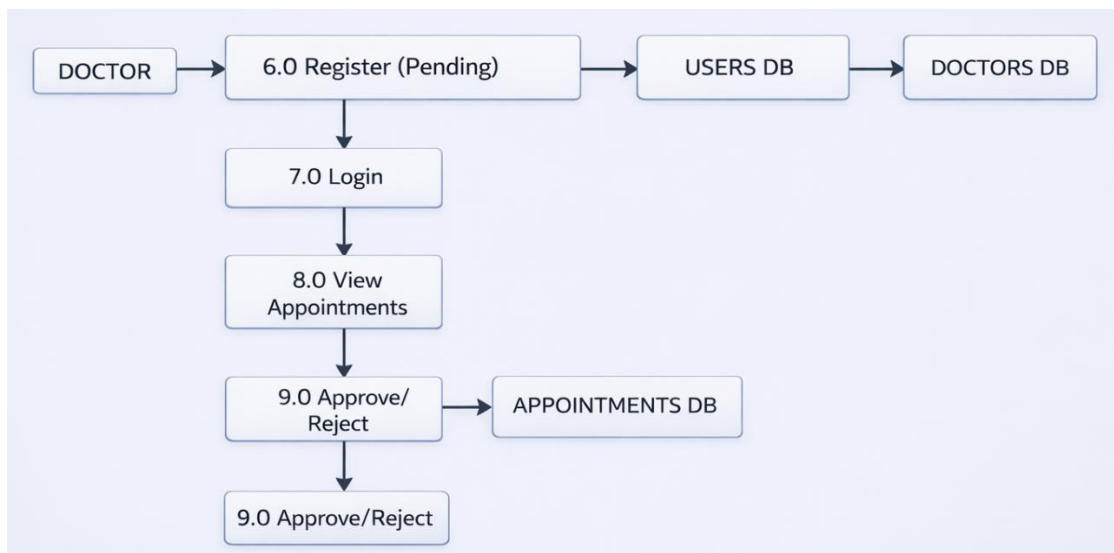 DOCTOR
6.0 Register (Pending)
USERS DB
DOCTORS DB
7.0 Login
8.0 View
Appointments
9.0 Approve/
Reject
APPOINTMENTS DB
9.0 Approve/Reject